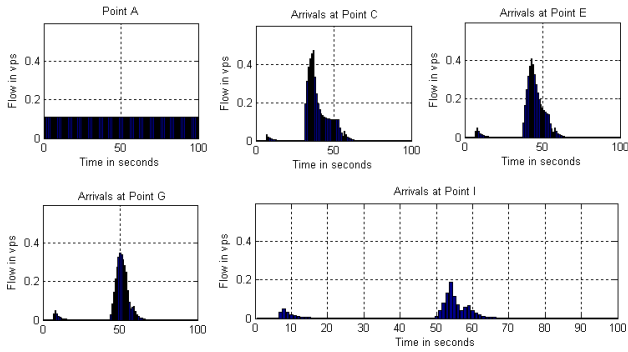 Point A
Arrivals at Point C
Arrivals at Point E
Flow in vps
0.4
0.2
0
0 50 100
Time in seconds
Flow in vps
0.4
0.2
0
0 50 100
Time in seconds
Flow in vps
0.4
0.2
0
0 50 100
Time in seconds
Arrivals at Point G
Arrivals at Point I
Flow in vps
0.4
0.2
0
0 50 100
Time in seconds
Flow in vps
0.4
0.2
0
0 10 20 30 40 50 60 70 80 90 100
Time in seconds